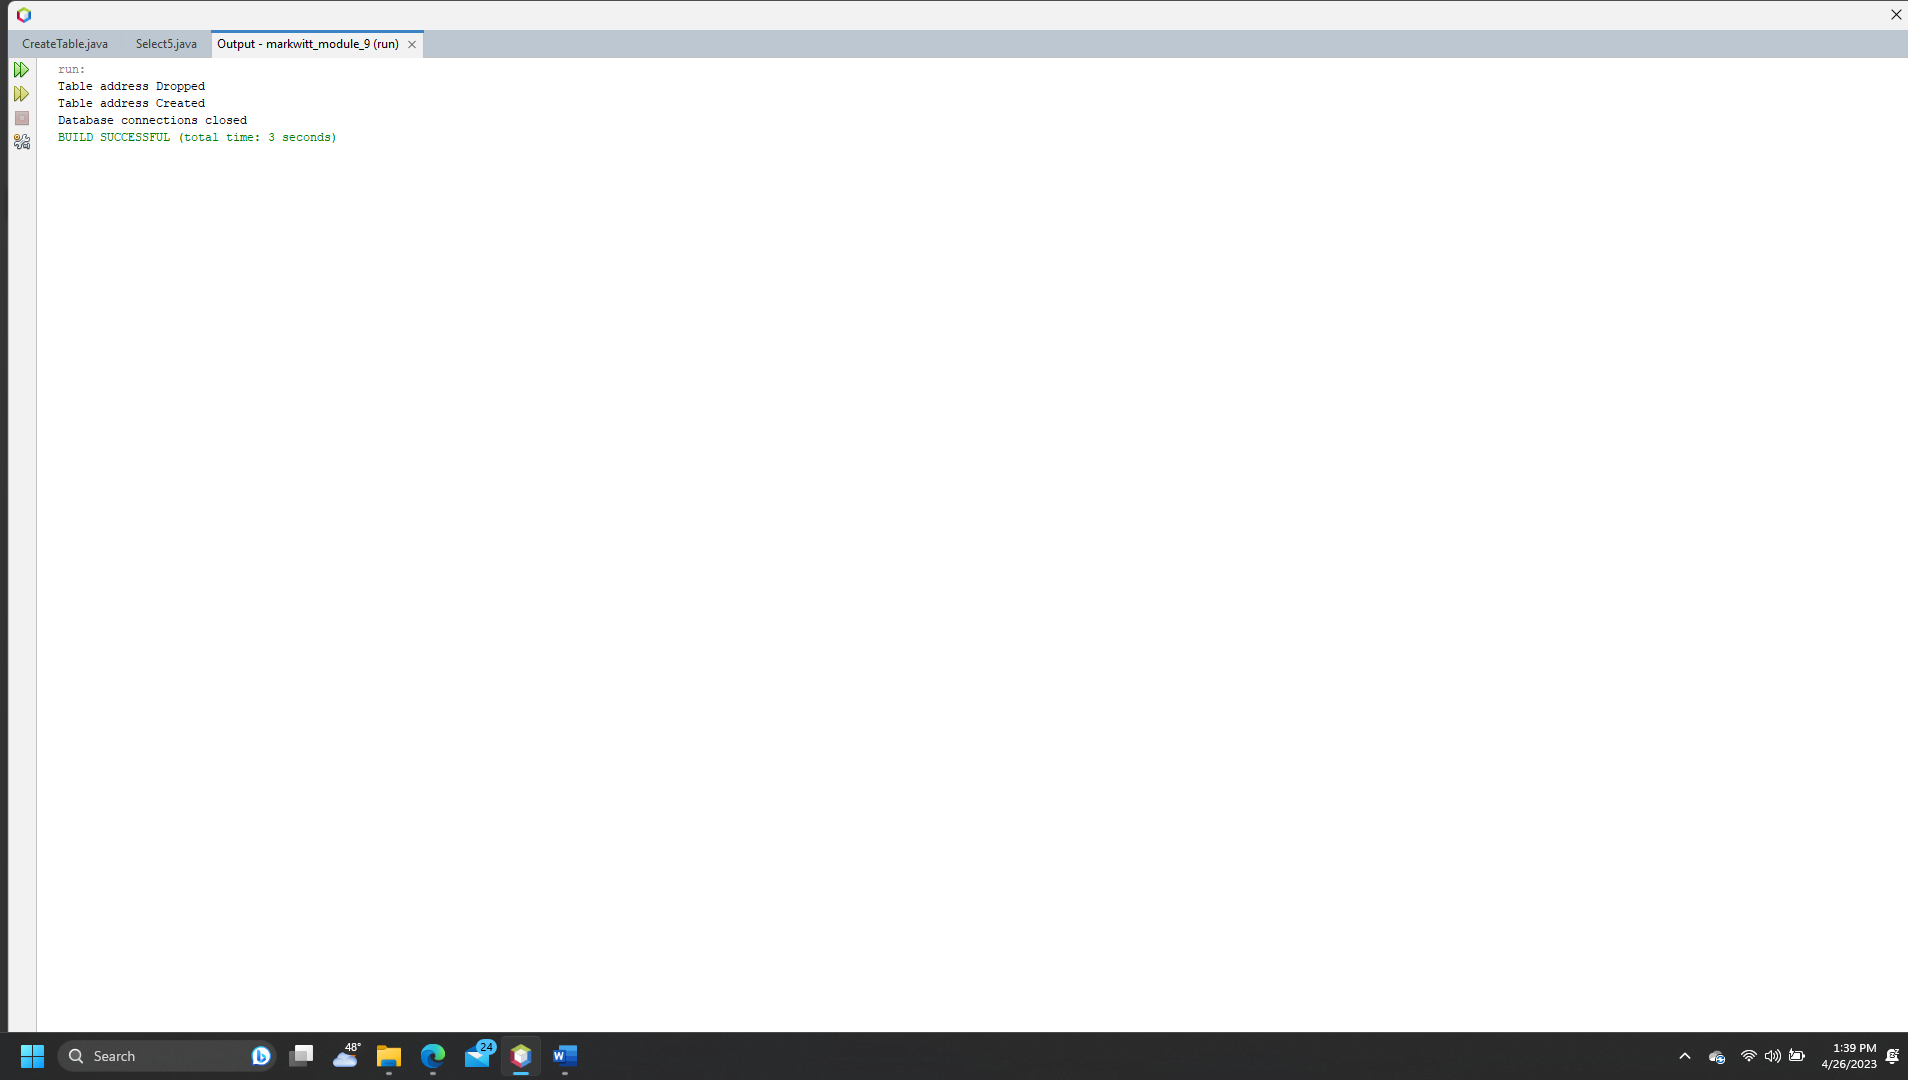 CreateTable.java Select5.java Output - markwitt_module_9 (run)
run:
Table address Dropped
Table address Created
Database connections closed
BUILD SUCCESSFUL (total time: 3 seconds)
Search 48° 24 W 1:39 PM
4/26/2023